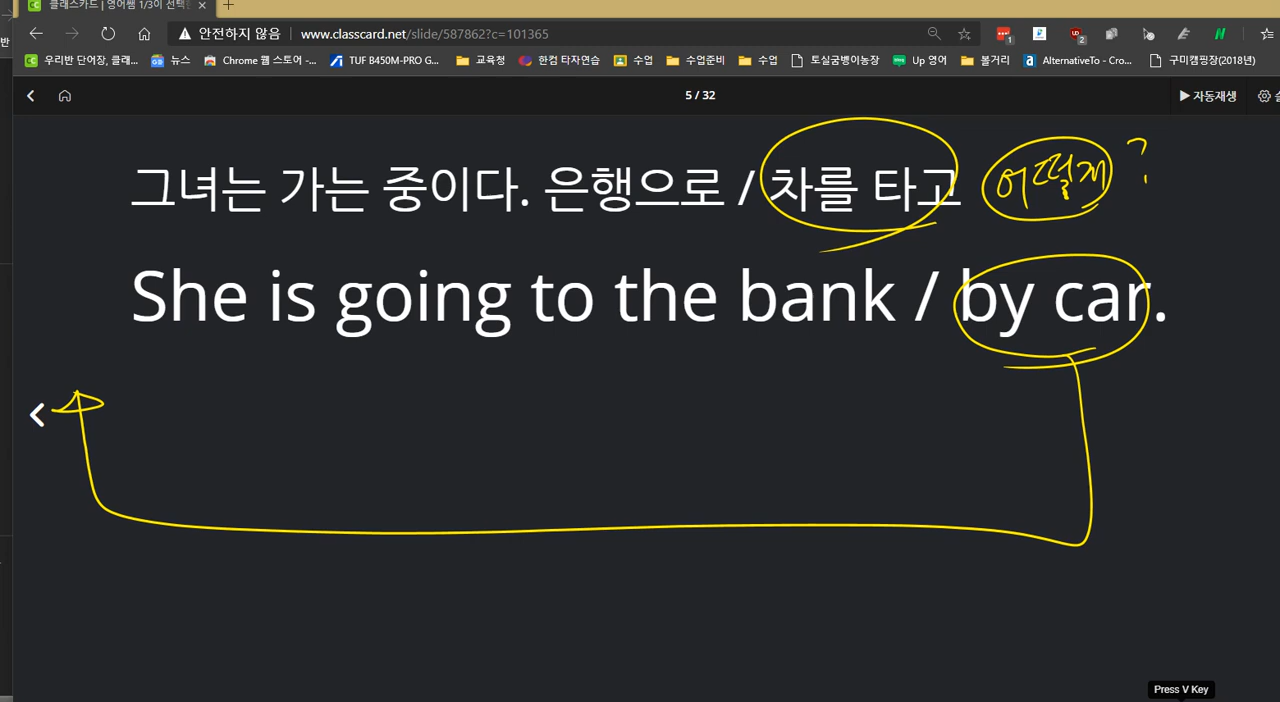 클래스카드 | 영어쌤 1/3이 선택한
안전하지 않음 | www.classcard.net/slide/587862?c=101365
우리반 단어장, 클래... 뉴스 Chrome 웹 스토어 -... TUF B450M-PRO G... 교육청 한컴 타자연습 수업 수업준비 수업 토실굼벵이농장 Up 영어 볼거리 AlternativeTo - Cro... 구미캠핑장(2018년)
5 / 32 자동재생
그녀는 가는 중이다. 은행으로 / 차를 타고 어떻게?
She is going to the bank / by car.
Press V Key